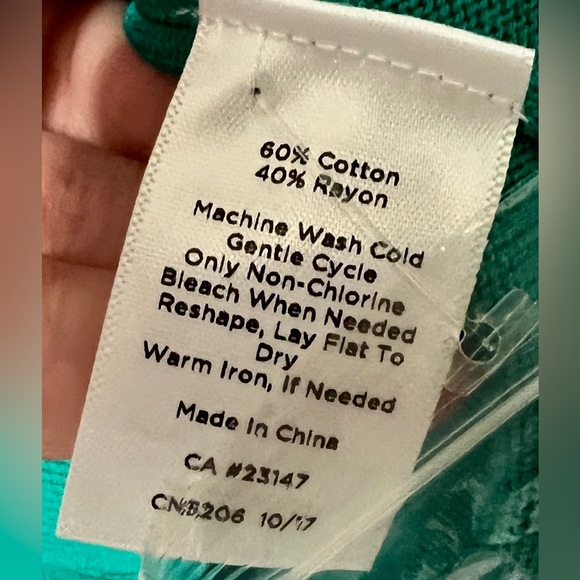 60% Cotton
40% Rayon
Machine Wash Cold
Gentle Cycle
Only Non-Chlorine
Bleach When Needed
Reshape, Lay Flat To
Dry
Warm Iron, If Needed
Made In China
CA #23147
10/17